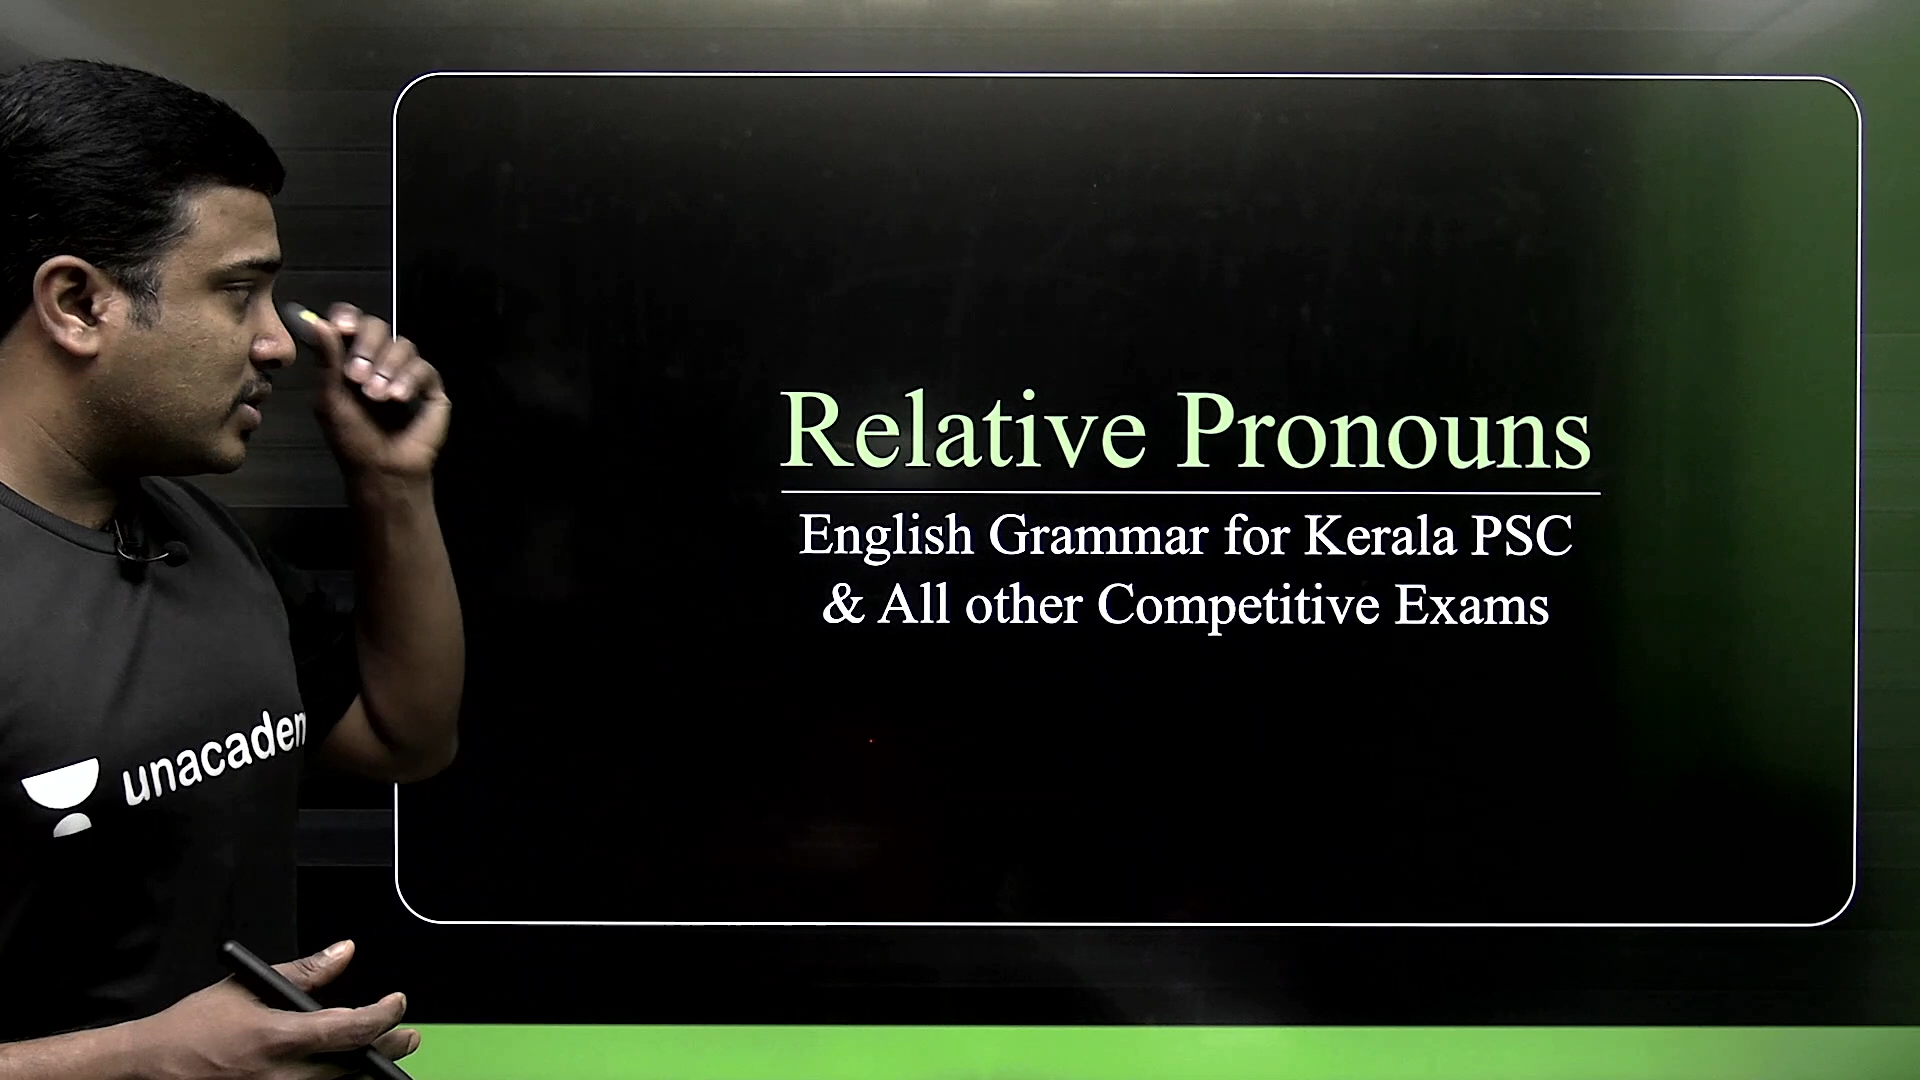 Relative Pronouns
English Grammar for Kerala PSC
& All other Competitive Exams
unacadem